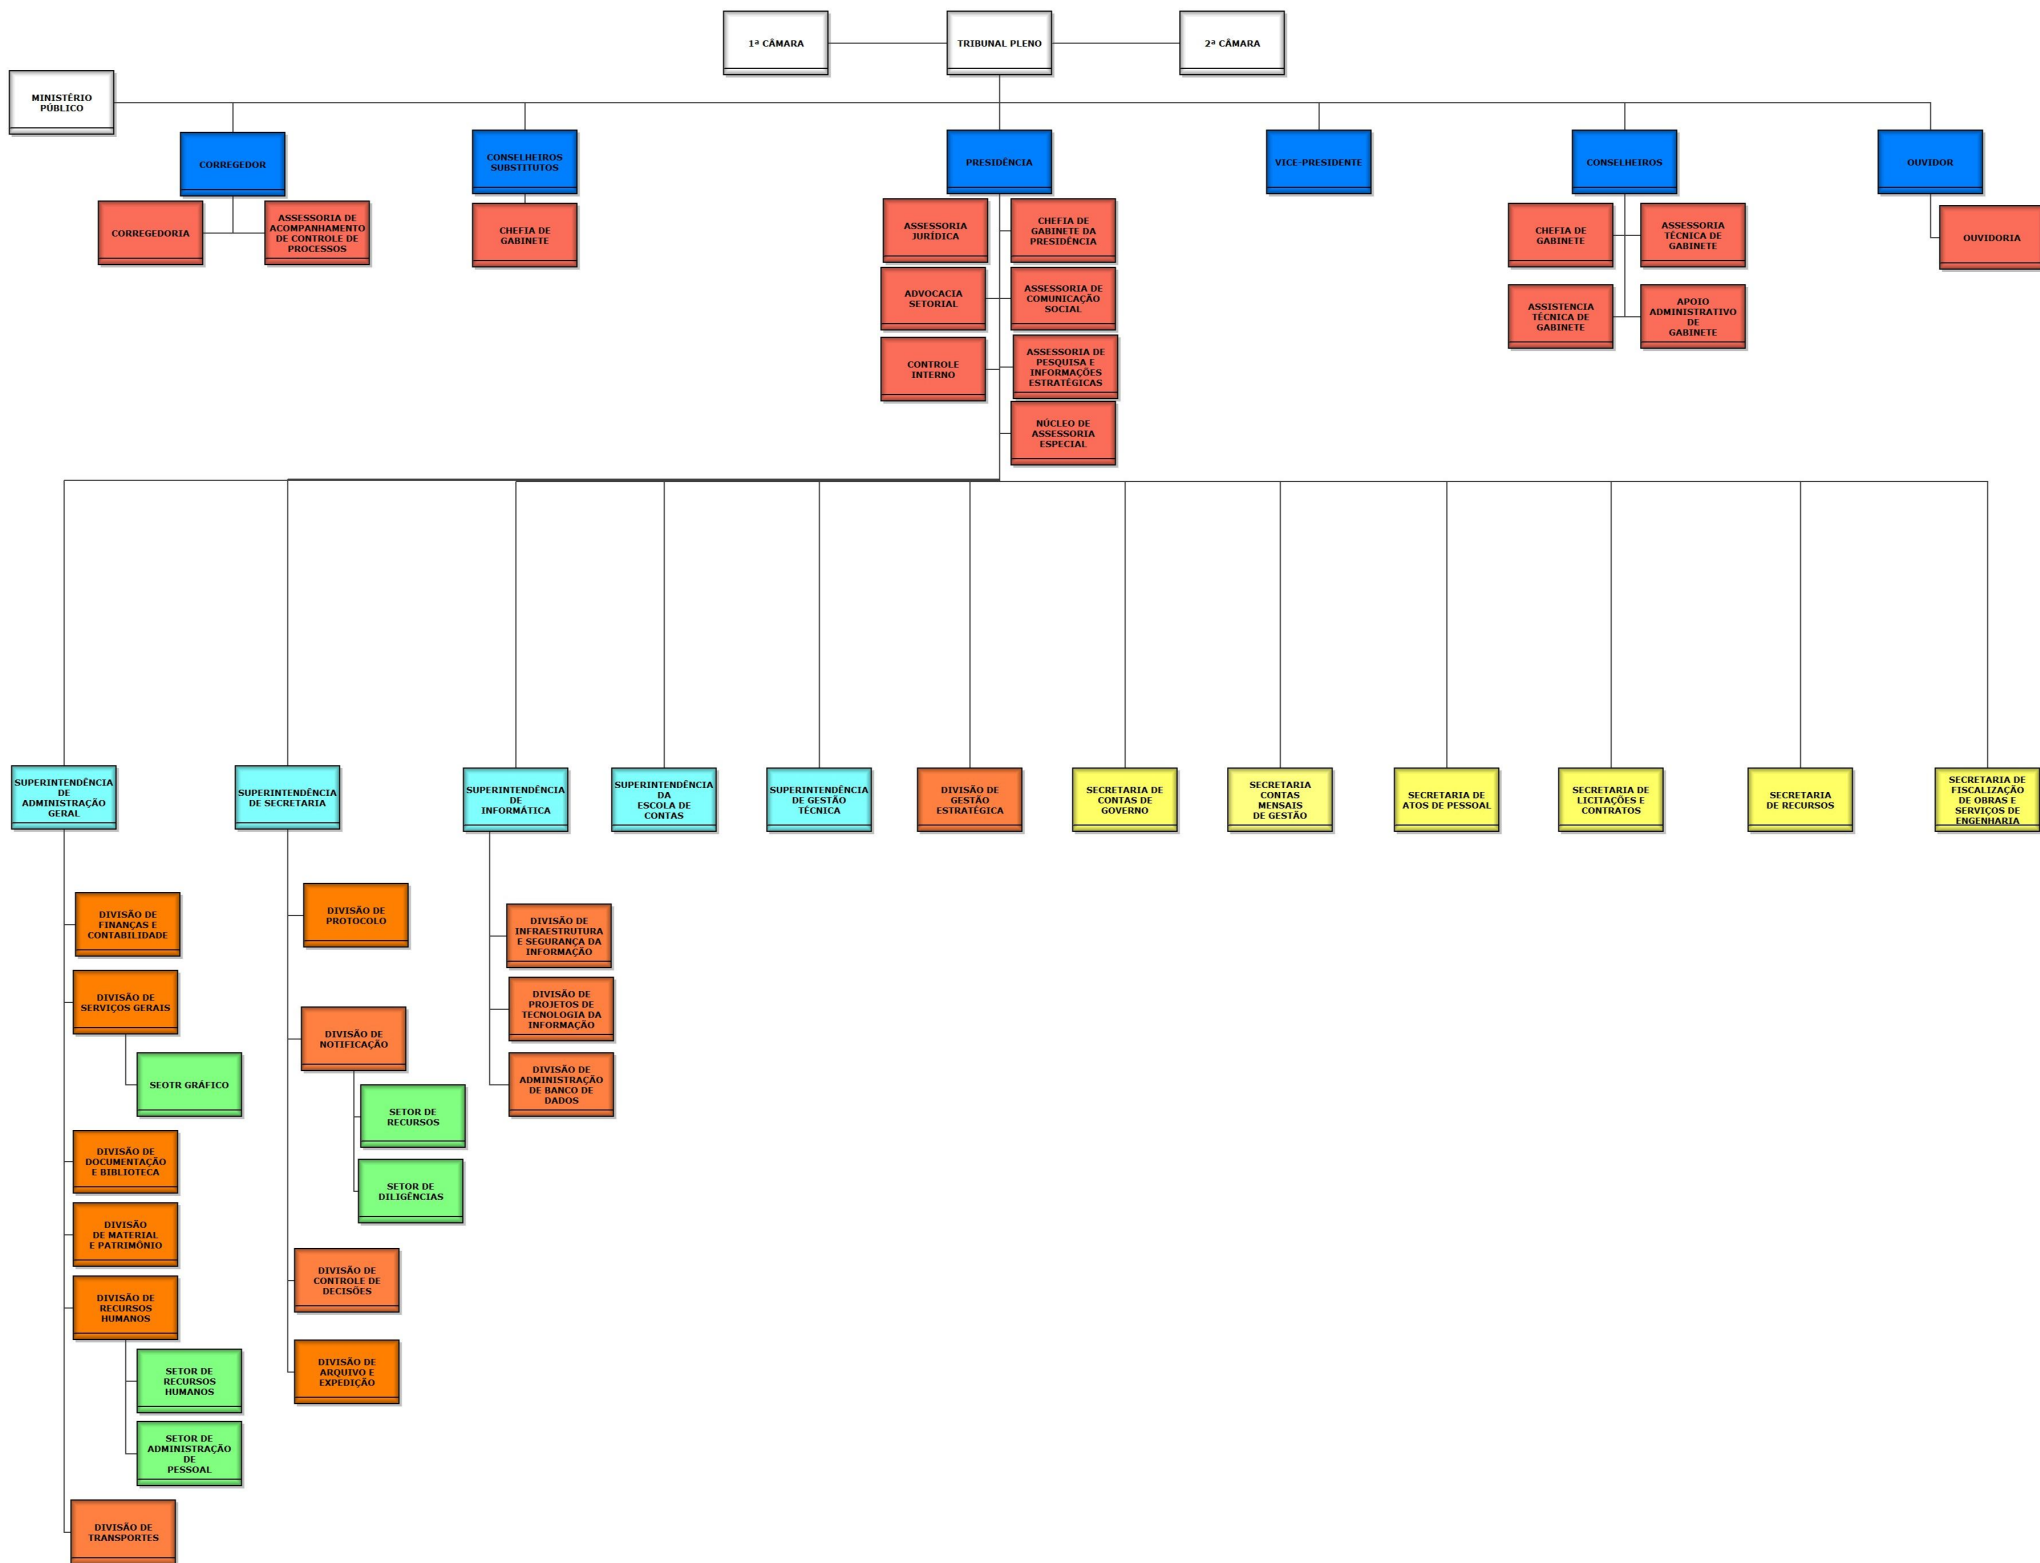 1ª CÂMARA
TRIBUNAL PLENO
2ª CÂMARA
MINISTÉRIO
PÚBLICO
CORREGEDOR
CONSELHEIROS
SUBSTITUTOS
PRESIDÊNCIA
VICE-PRESIDENTE
CONSELHEIROS
OUVIDOR
CORREGEDORIA
ASSESSORIA DE
ACOMPANHAMENTO
DE CONTROLE DE
PROCESSOS
CHEFIA DE
GABINETE
ASSESSORIA
JURÍDICA
CHEFIA DE
GABINETE DA
PRESIDÊNCIA
ADVOCACIA
SETORIAL
ASSESSORIA DE
COMUNICAÇÃO
SOCIAL
CONTROLE
INTERNO
ASSESSORIA DE
PESQUISA E
INFORMAÇÕES
ESTRATÉGICAS
NÚCLEO DE
ASSESSORIA
ESPECIAL
CHEFIA DE
GABINETE
ASSESSORIA
TÉCNICA DE
GABINETE
ASSISTENCIA
TÉCNICA DE
GABINETE
APOIO
ADMINISTRATIVO
DE
GABINETE
OUVIDORIA
SUPERINTENDÊNCIA
DE
ADMINISTRAÇÃO
GERAL
SUPERINTENDÊNCIA
DE SECRETARIA
SUPERINTENDÊNCIA
DE
INFORMÁTICA
SUPERINTENDÊNCIA
DA
ESCOLA DE
CONTAS
SUPERINTENDÊNCIA
DE GESTÃO
TÉCNICA
DIVISÃO DE
GESTÃO
ESTRATÉGICA
SECRETARIA DE
CONTAS DE
GOVERNO
SECRETARIA
CONTAS
MENSAIS
DE GESTÃO
SECRETARIA DE
ATOS DE PESSOAL
SECRETARIA DE
LICITAÇÕES E
CONTRATOS
SECRETARIA
DE RECURSOS
SECRETARIA DE
FISCALIZAÇÃO
DE OBRAS E
SERVIÇOS DE
ENGENHARIA
DIVISÃO DE
FINANÇAS E
CONTABILIDADE
DIVISÃO DE
SERVIÇOS GERAIS
SEOTR GRÁFICO
DIVISÃO DE
DOCUMENTAÇÃO
E BIBLIOTECA
DIVISÃO
DE MATERIAL
E PATRIMÔNIO
DIVISÃO DE
RECURSOS
HUMANOS
SETOR DE
RECURSOS
HUMANOS
SETOR DE
ADMINISTRAÇÃO
DE
PESSOAL
DIVISÃO DE
TRANSPORTES
DIVISÃO DE
PROTOCOLO
DIVISÃO DE
NOTIFICAÇÃO
SETOR DE
RECURSOS
SETOR DE
DILIGÊNCIAS
DIVISÃO DE
CONTROLE DE
DECISÕES
DIVISÃO DE
ARQUIVO E
EXPEDIÇÃO
DIVISÃO DE
INFRAESTRUTURA
E SEGURANÇA DA
INFORMAÇÃO
DIVISÃO DE
PROJETOS DE
TECNOLOGIA DA
INFORMAÇÃO
DIVISÃO DE
ADMINISTRAÇÃO
DE BANCO DE
DADOS